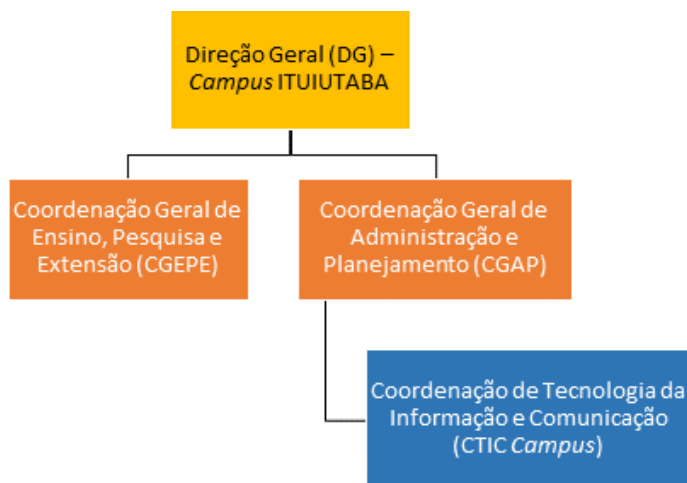 Direção Geral (DG) –
Campus ITUIUTABA
Coordenação Geral de
Ensino, Pesquisa e
Extensão (CGEPE)
Coordenação Geral de
Administração e
Planejamento (CGAP)
Coordenação de Tecnologia da
Informação e Comunicação
(CTIC Campus)